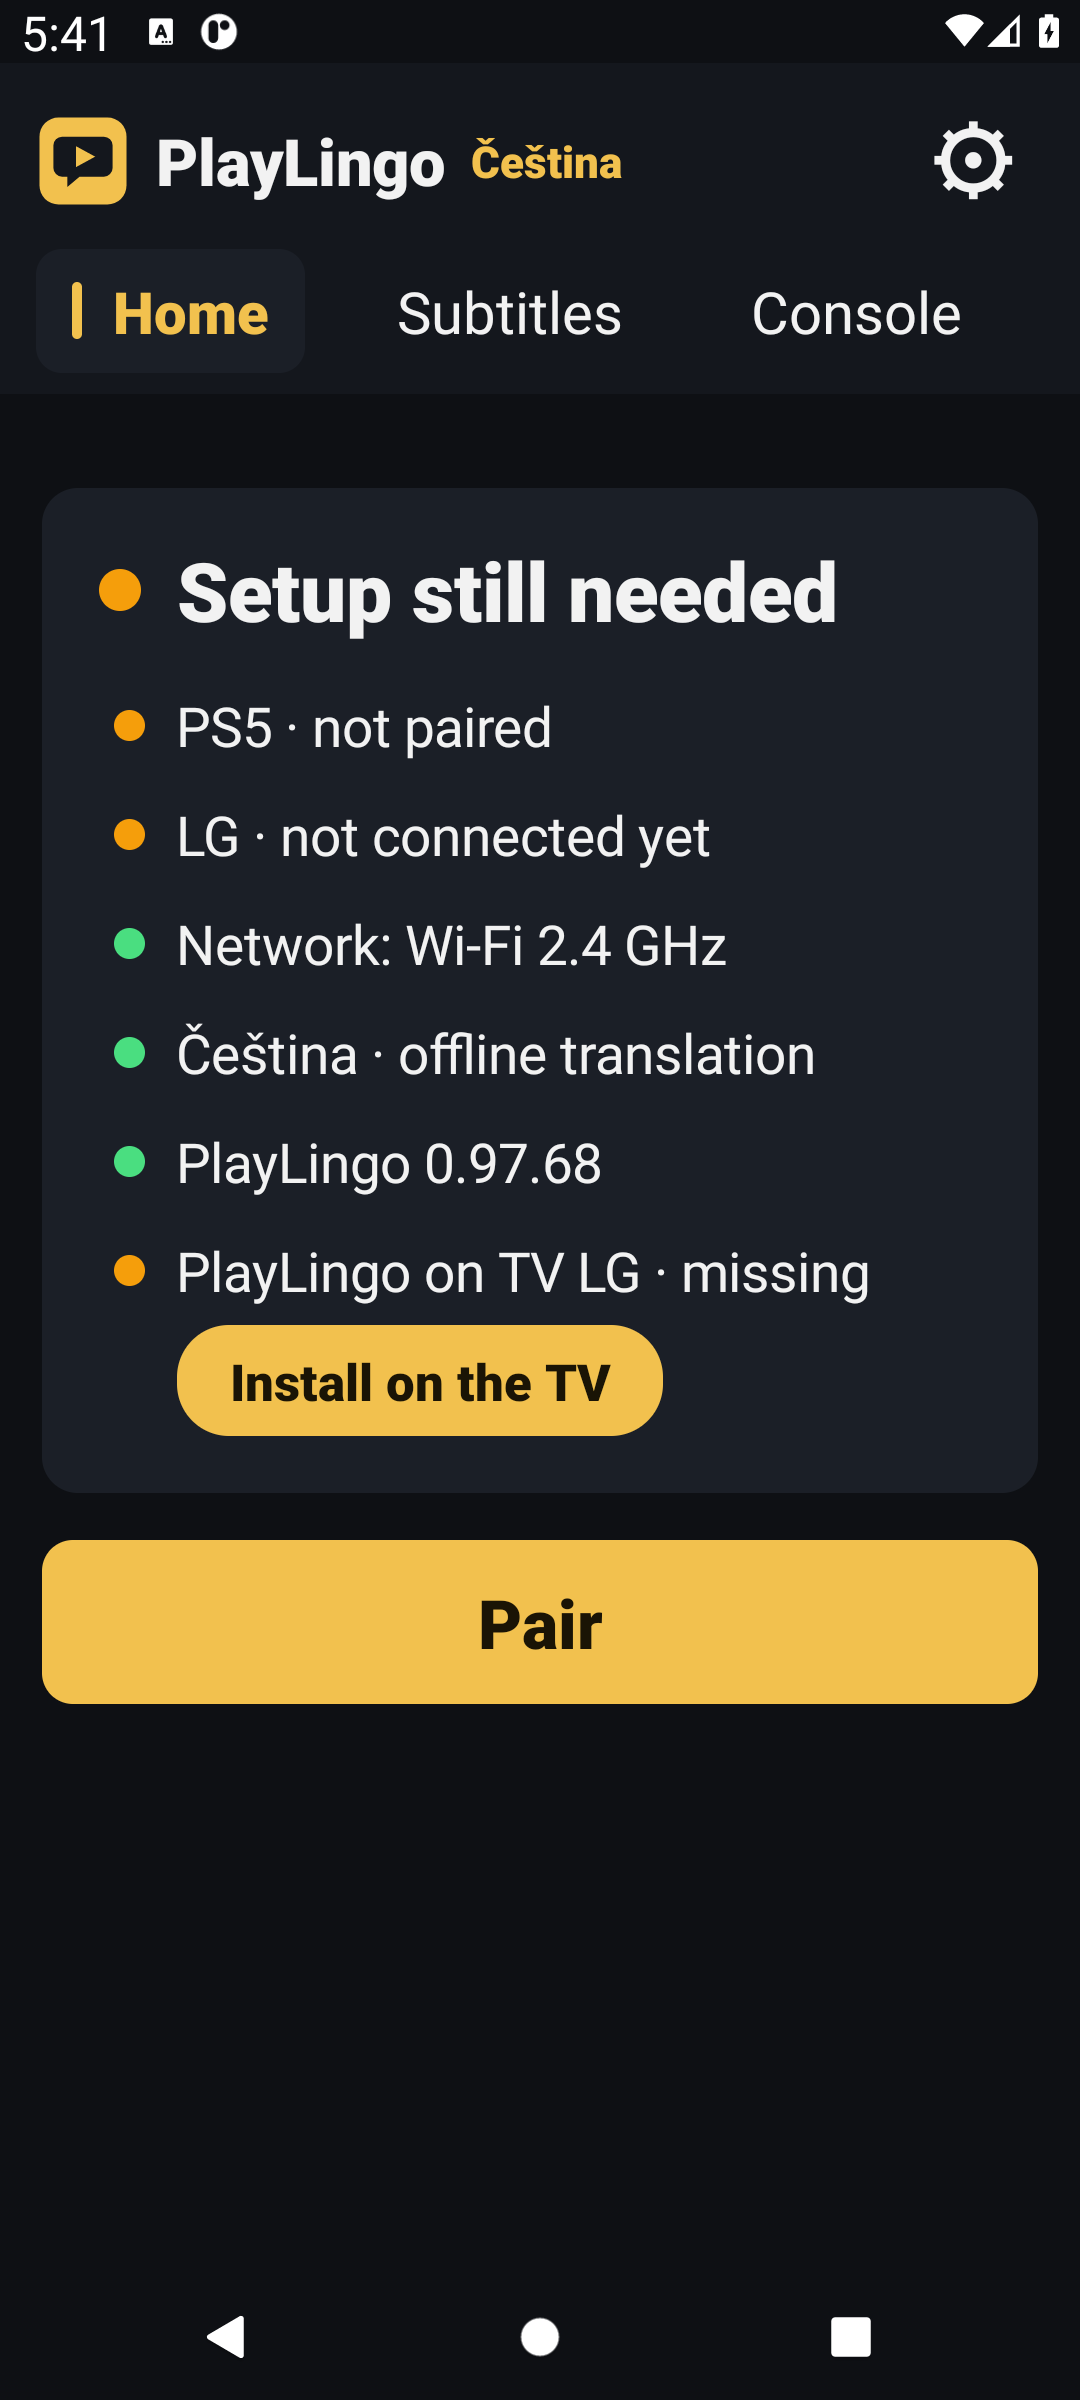 5:41
PlayLingo Čeština
Home Subtitles Console
Setup still needed
PS5 · not paired
LG · not connected yet
Network: Wi-Fi 2.4 GHz
Čeština · offline translation
PlayLingo 0.97.68
PlayLingo on TV LG · missing
Install on the TV
Pair